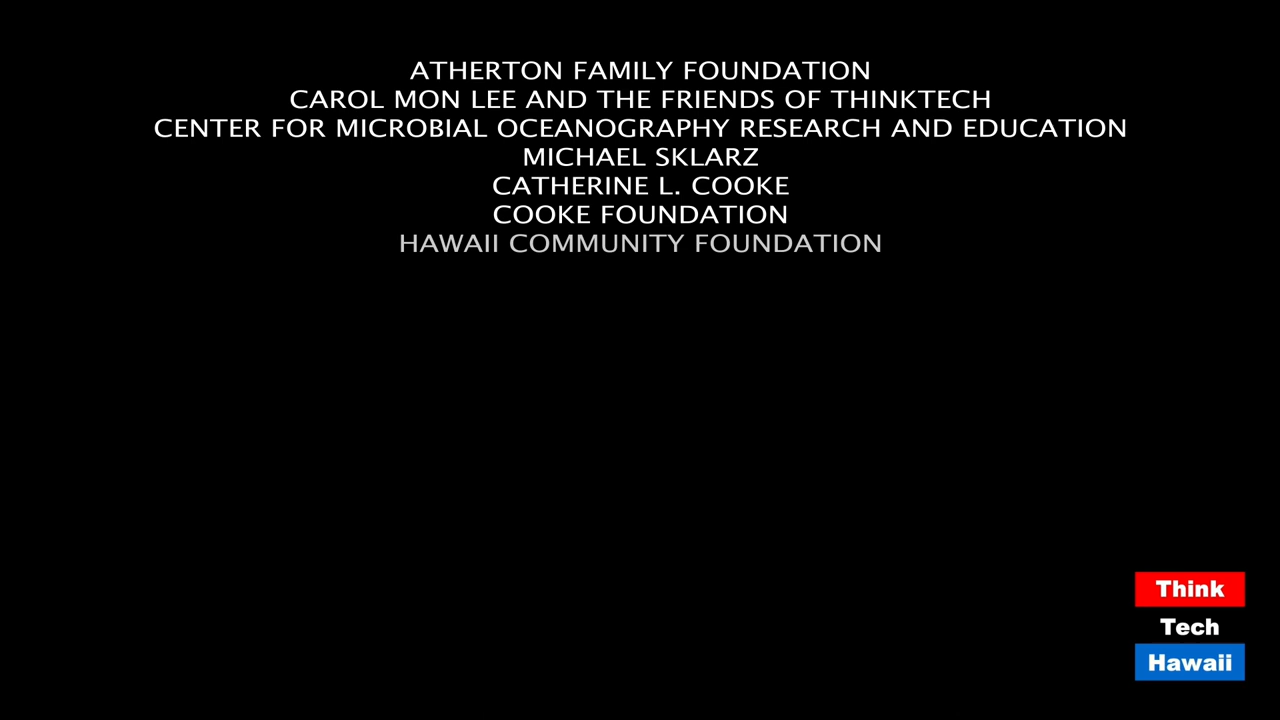 ATHERTON FAMILY FOUNDATION
CAROL MON LEE AND THE FRIENDS OF THINKTECH
CENTER FOR MICROBIAL OCEANOGRAPHY RESEARCH AND EDUCATION
MICHAEL SKLARZ
CATHERINE L. COOKE
COOKE FOUNDATION
HAWAII COMMUNITY FOUNDATION
Think
Tech
Hawaii